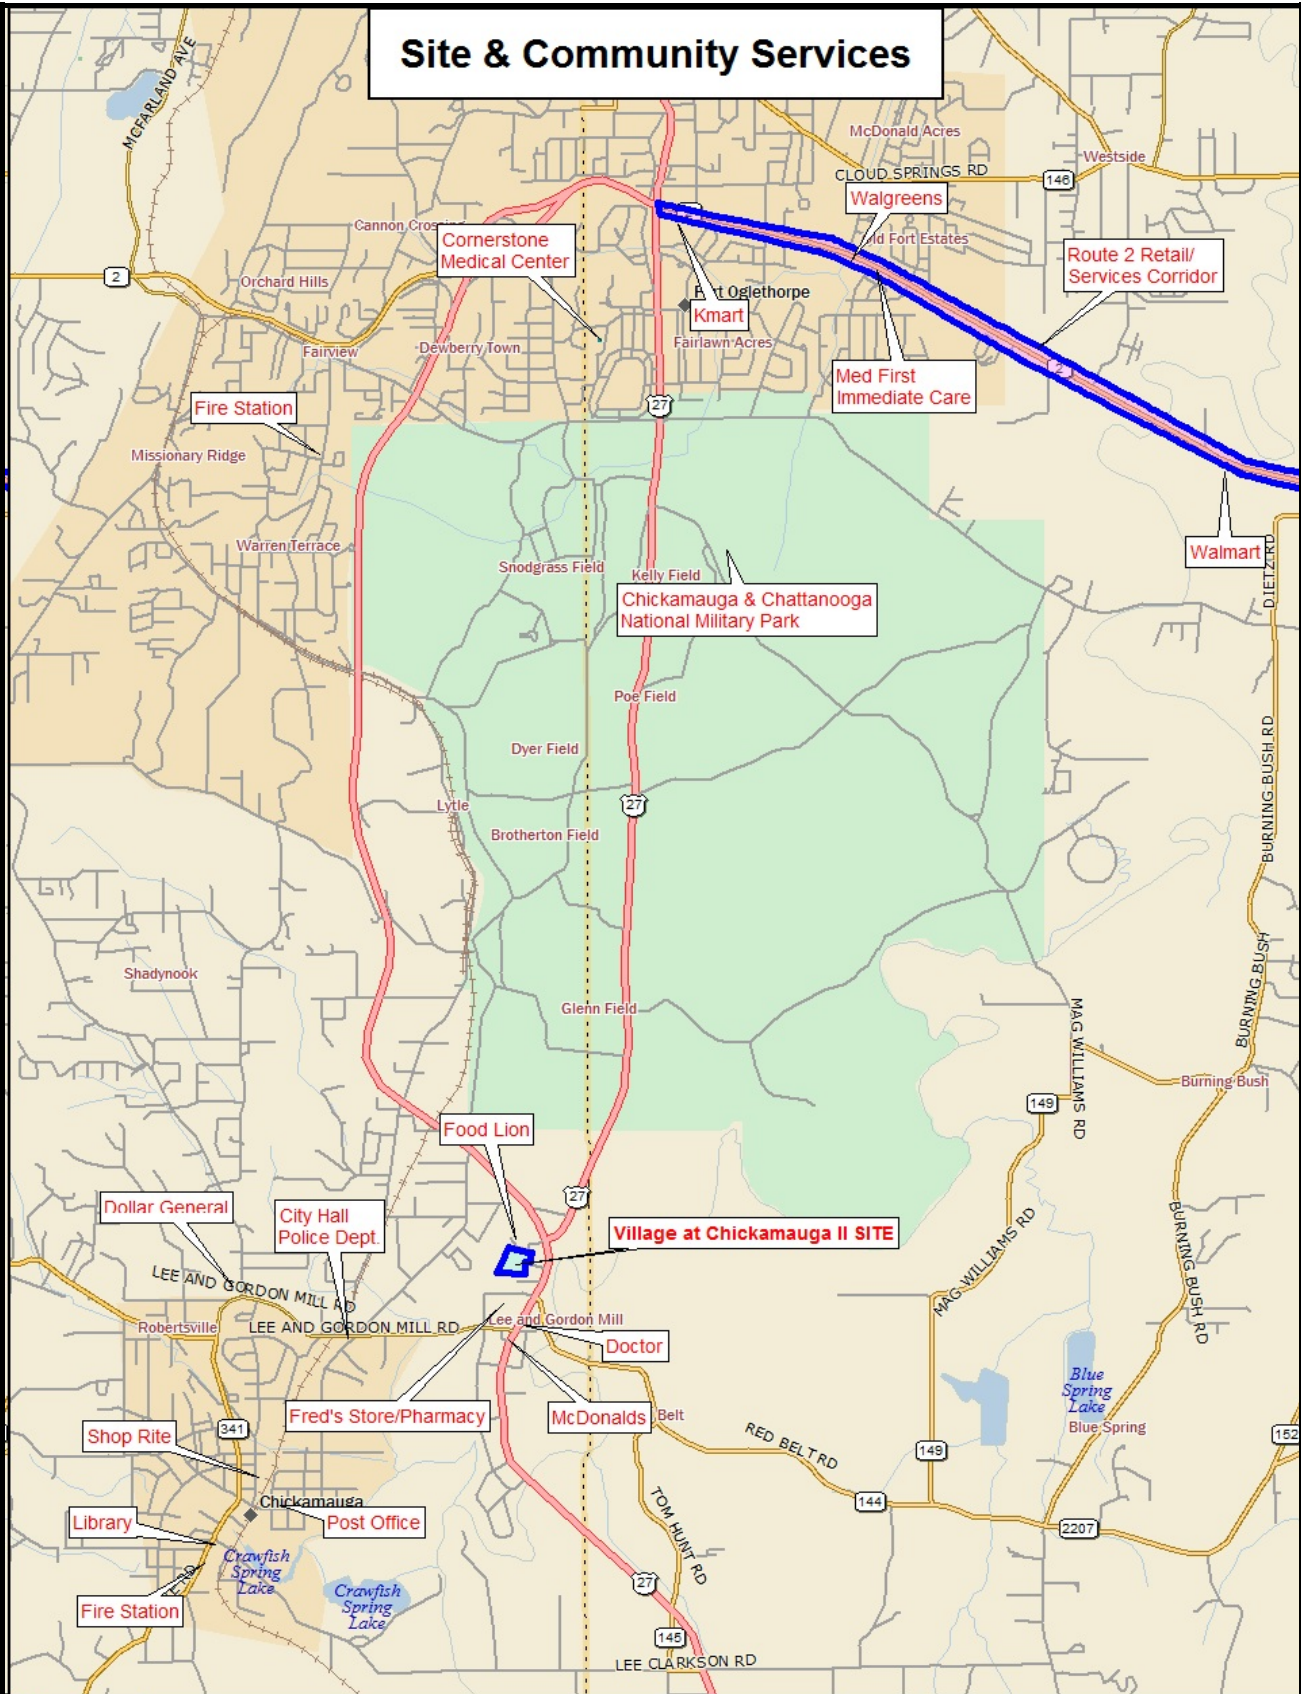 Site & Community Services
MCFARLAND AVE
McDonald Acres
Westside
CLOUD SPRINGS RD
146
Walgreens
Cannon Crossing
Cornerstone
Medical Center
Old Fort Estates
Route 2 Retail/
Services Corridor
2
Orchard Hills
Fort Oglethorpe
Kmart
Fairlawn Acres
Fairview
Dewberry Town
2
Med First
Immediate Care
Fire Station
27
Missionary Ridge
Warren Terrace
Walmart
DIETZ RD
Snodgrass Field
Kelly Field
Chickamauga & Chattanooga
National Military Park
Poe Field
Dyer Field
BURNING BUSH RD
Lytle
27
Brotherton Field
Shadynook
BURNING BUSH
Glenn Field
MAG WILLIAMS RD
Burning Bush
149
Food Lion
27
Dollar General
City Hall
Police Dept.
Village at Chickamauga II SITE
MAG WILLIAMS RD
BURNING BUSH RD
LEE AND GORDON MILL RD
Robertsville
LEE AND GORDON MILL RD
Lee and Gordon Mill
Doctor
Blue
Spring
Lake
Fred's Store/Pharmacy
McDonalds
Belt
Blue Spring
341
Shop Rite
RED BELT RD
149
152
Chickamauga
144
Library
Post Office
TOM HUNT RD
2207
Crawfish
Spring
Lake
E RD
Crawfish
Spring
Lake
27
Fire Station
145
LEE CLARKSON RD